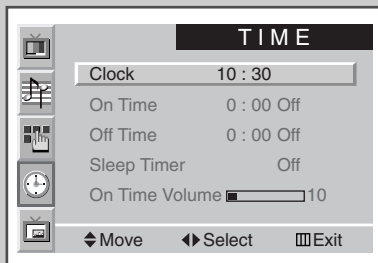 TIME
Clock 10 : 30
On Time 0 : 00 Off
Off Time 0 : 00 Off
Sleep Timer Off
On Time Volume 10
Move Select Exit